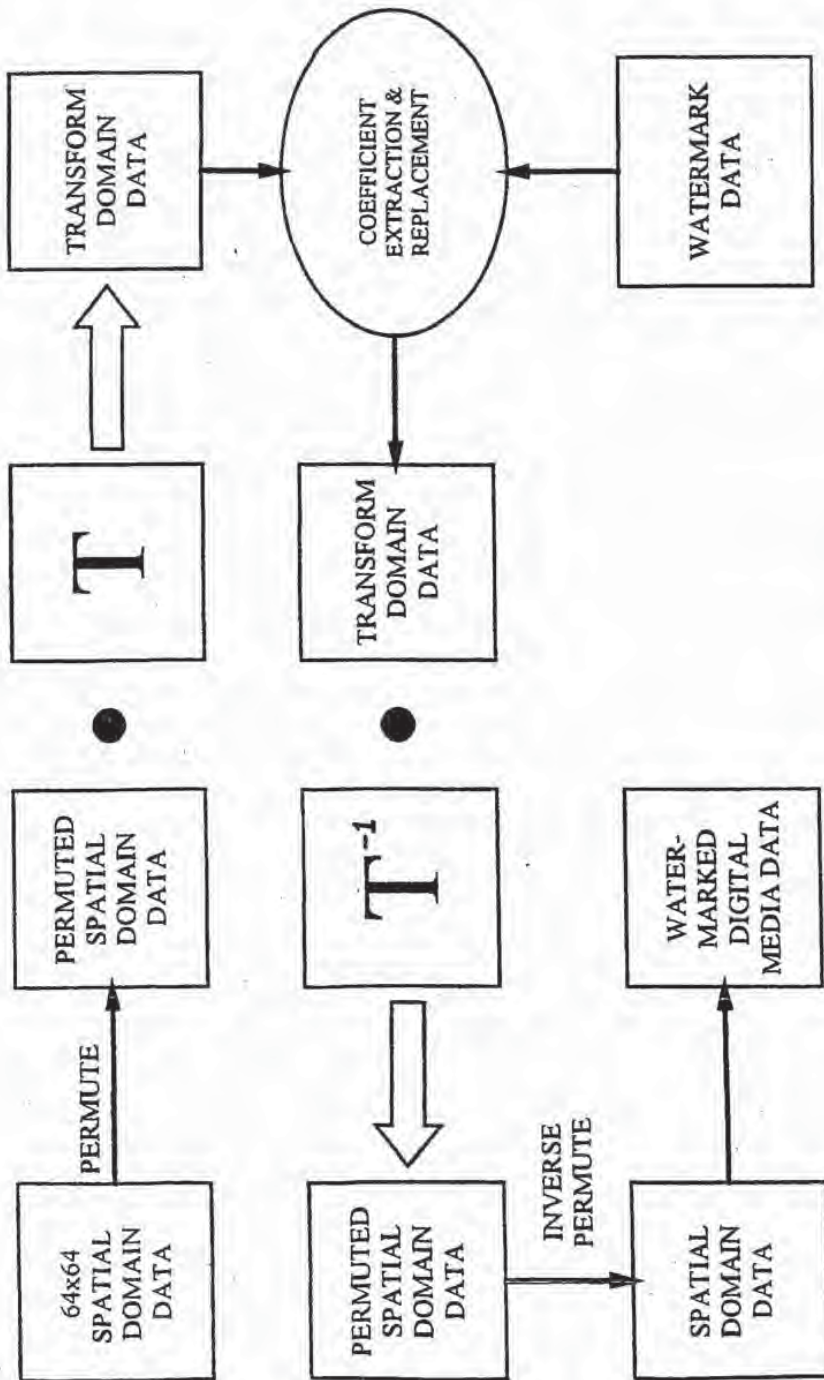 64x64
SPATIAL
DOMAIN
DATA
PERMUTE
PERMUTED
SPATIAL
DOMAIN
DATA
T
TRANSFORM
DOMAIN
DATA
COEFFICIENT
EXTRACTION &
REPLACEMENT
WATERMARK
DATA
TRANSFORM
DOMAIN
DATA
T-1
PERMUTED
SPATIAL
DOMAIN
DATA
INVERSE
PERMUTE
SPATIAL
DOMAIN
DATA
WATER-
MARKED
DIGITAL
MEDIA DATA